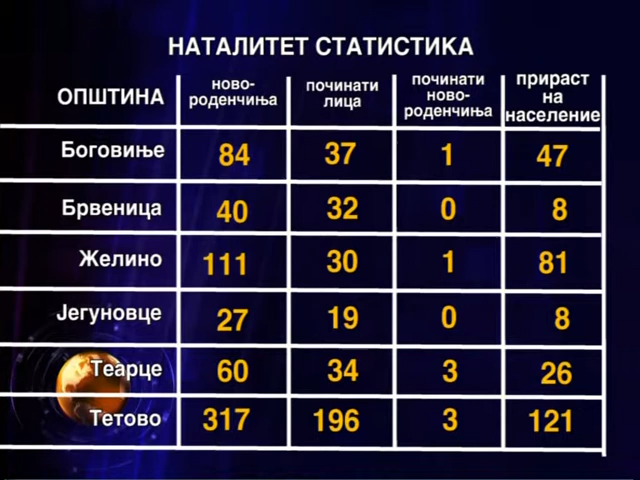 НАТАЛИТЕТ СТАТИСТИКА
ОПШТИНА ново-роденчиња починати лица починати ново-роденчиња прираст на население
Боговиње 84 37 1 47
Брвеница 40 32 0 8
Желино 111 30 1 81
Јегуновце 27 19 0 8
Теарце 60 34 3 26
Тетово 317 196 3 121